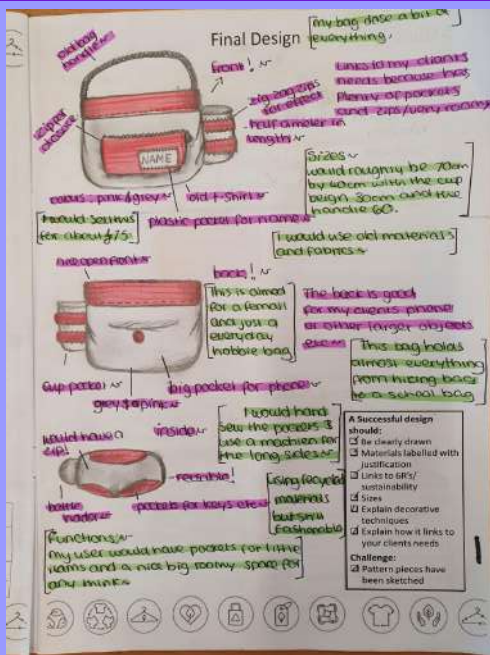 Final Design
my bag dose a bit of
everything.
old bag
handle
front!
Links to my clients
needs because has
Plenty of pockets
and zips/very roomy
zig zag zips
for effect
half a meter in
length
zipper
closure
NAME
colours: pink & grey
old t-shirt
plastic pocket for name
Sizes
would roughly be 70cm
by 40cm with the cup
beign 30cm and the
handle 60.
I would sell this
for about £75
I would use old materials
and fabrics
back!
This is aimed
for a femail
and just a
everyday
hobbie bag
The back is good
for my clients phone
or other larger objects
etc
This bag holds
almost everything
from hiking bag
to a school bag
cup pocket
big pocket for phone
grey & pink
inside
I would hand
sew the pockets &
use a machien for
the long sides
would have a
zip!
reusible!
pockets for keys etc
using recycled
materials
but still
fashonable
Functions
my user would have pockets for little
items and a nice big roomy space for
any think
A Successful design
should:
Be clearly drawn
Materials labelled with
justification
Links to 6R's/
sustainability
Sizes
Explain decorative
techniques
Explain how it links to
your clients needs
Challenge:
Pattern pieces have
been sketched